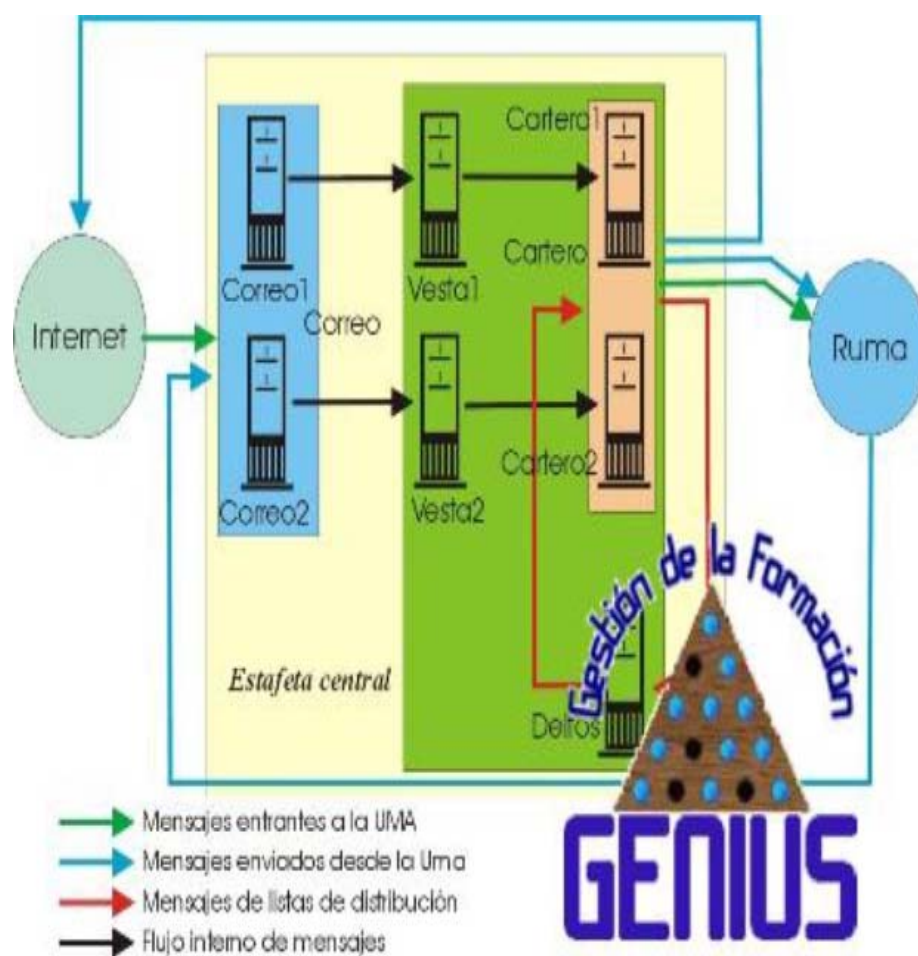 Cartero1
Correo1
Vesta1
Cartero
Internet
Correo
Ruma
Correo2
Vesta2
Cartero2
Estafeta central
Delfos
Gestión de la Formación
GENIUS
Mensajes entrantes a la UMA
Mensajes enviados desde la Uma
Mensajes de listas de distribución
Flujo interno de mensajes